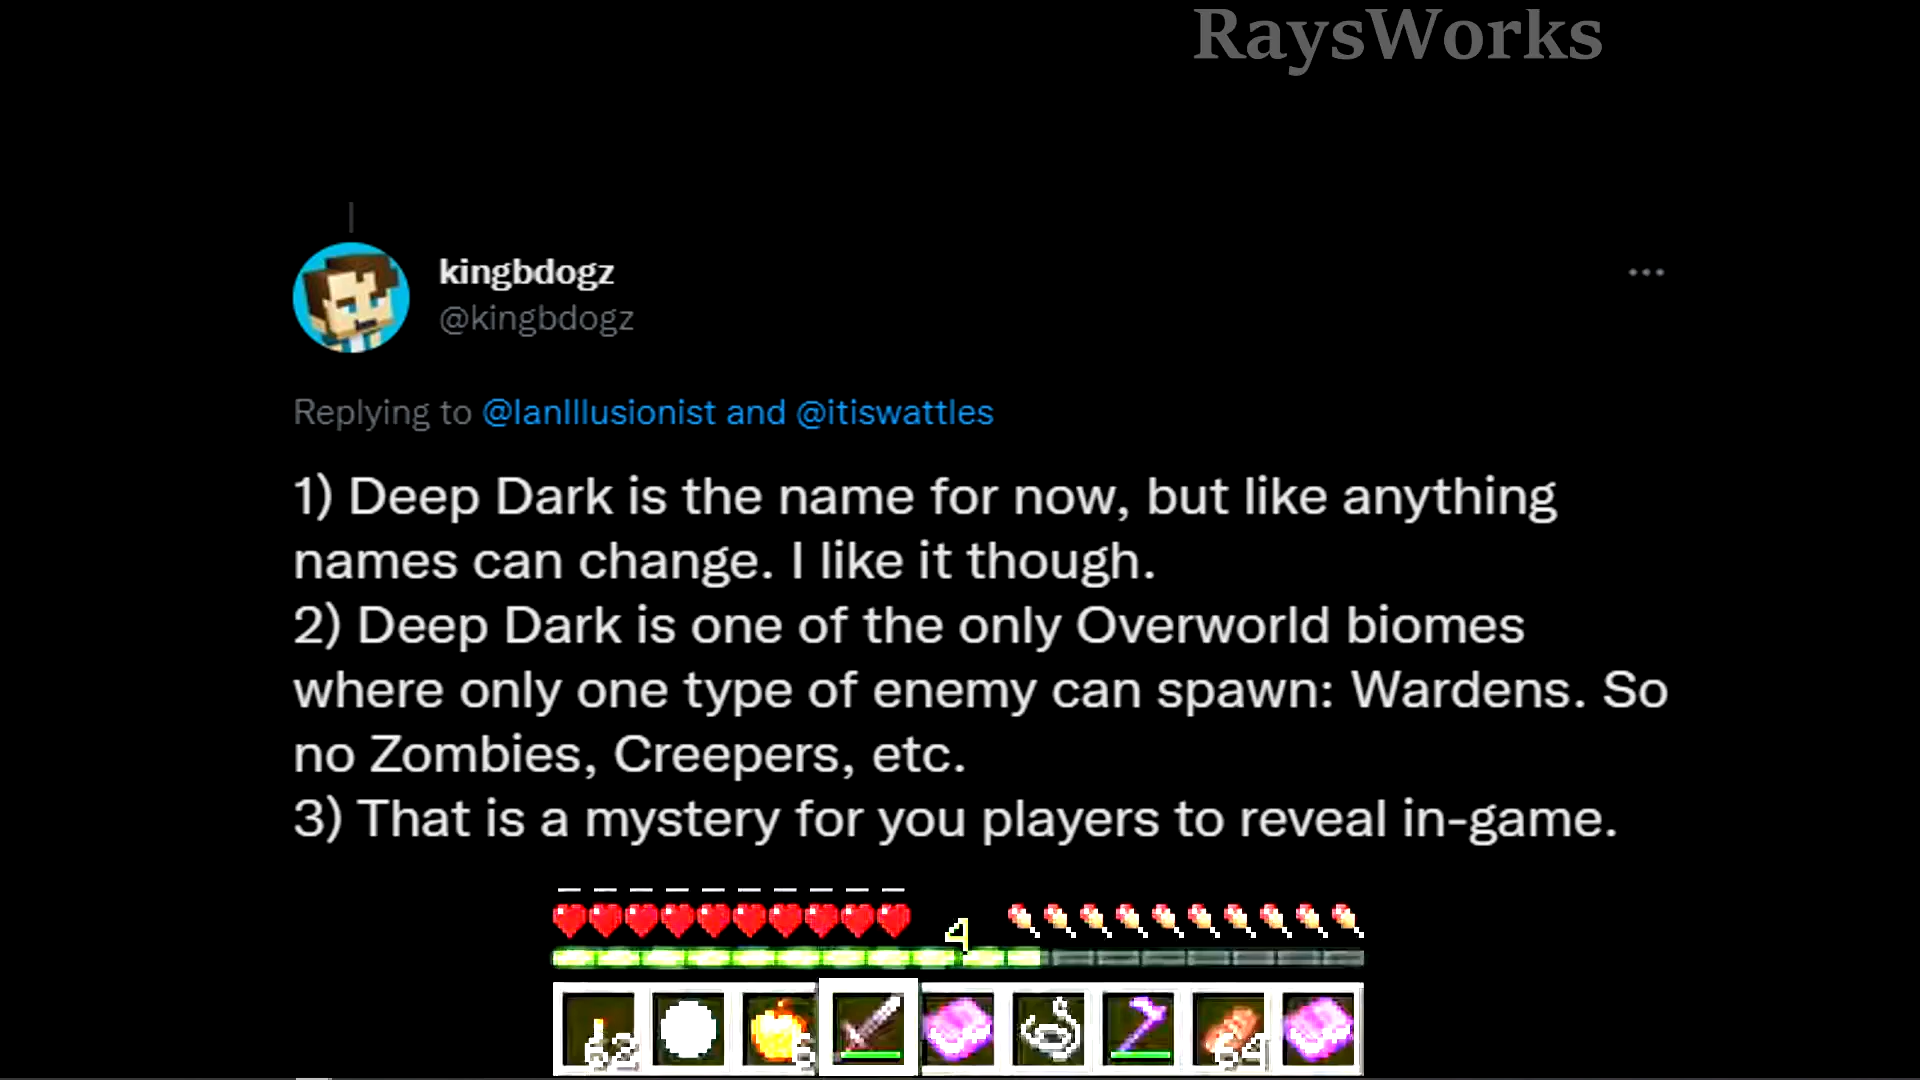 RaysWorks
kingbdogz
@kingbdogz
Replying to @IanIllusionist and @itiswattles
1) Deep Dark is the name for now, but like anything
names can change. I like it though.
2) Deep Dark is one of the only Overworld biomes
where only one type of enemy can spawn: Wardens. So
no Zombies, Creepers, etc.
3) That is a mystery for you players to reveal in-game.
4
62 6 64